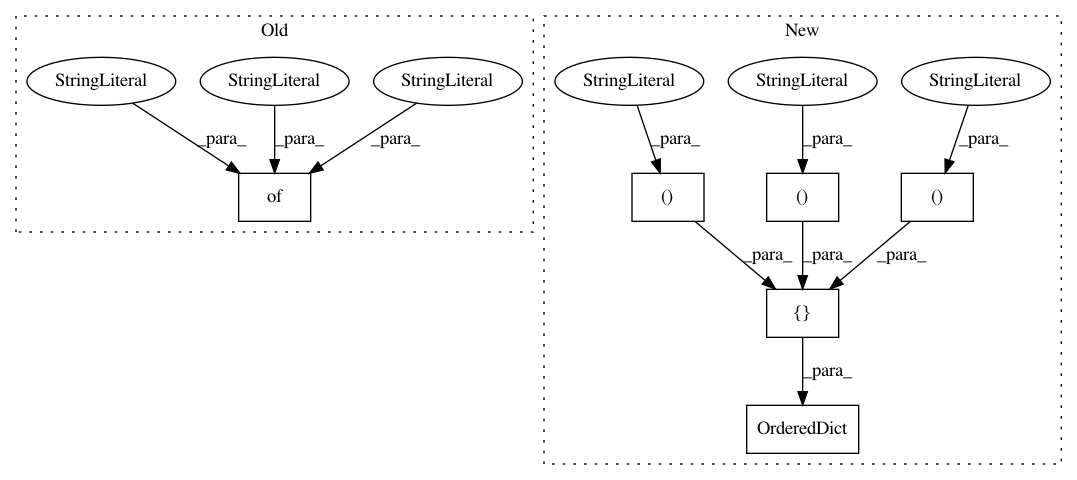 Old
New
StringLiteral StringLiteral StringLiteral StringLiteral StringLiteral StringLiteral
_para_ _para_ _para_ _para_ _para_ _para_
of () () ()
_para_ _para_ _para_
{}
_para_
OrderedDict